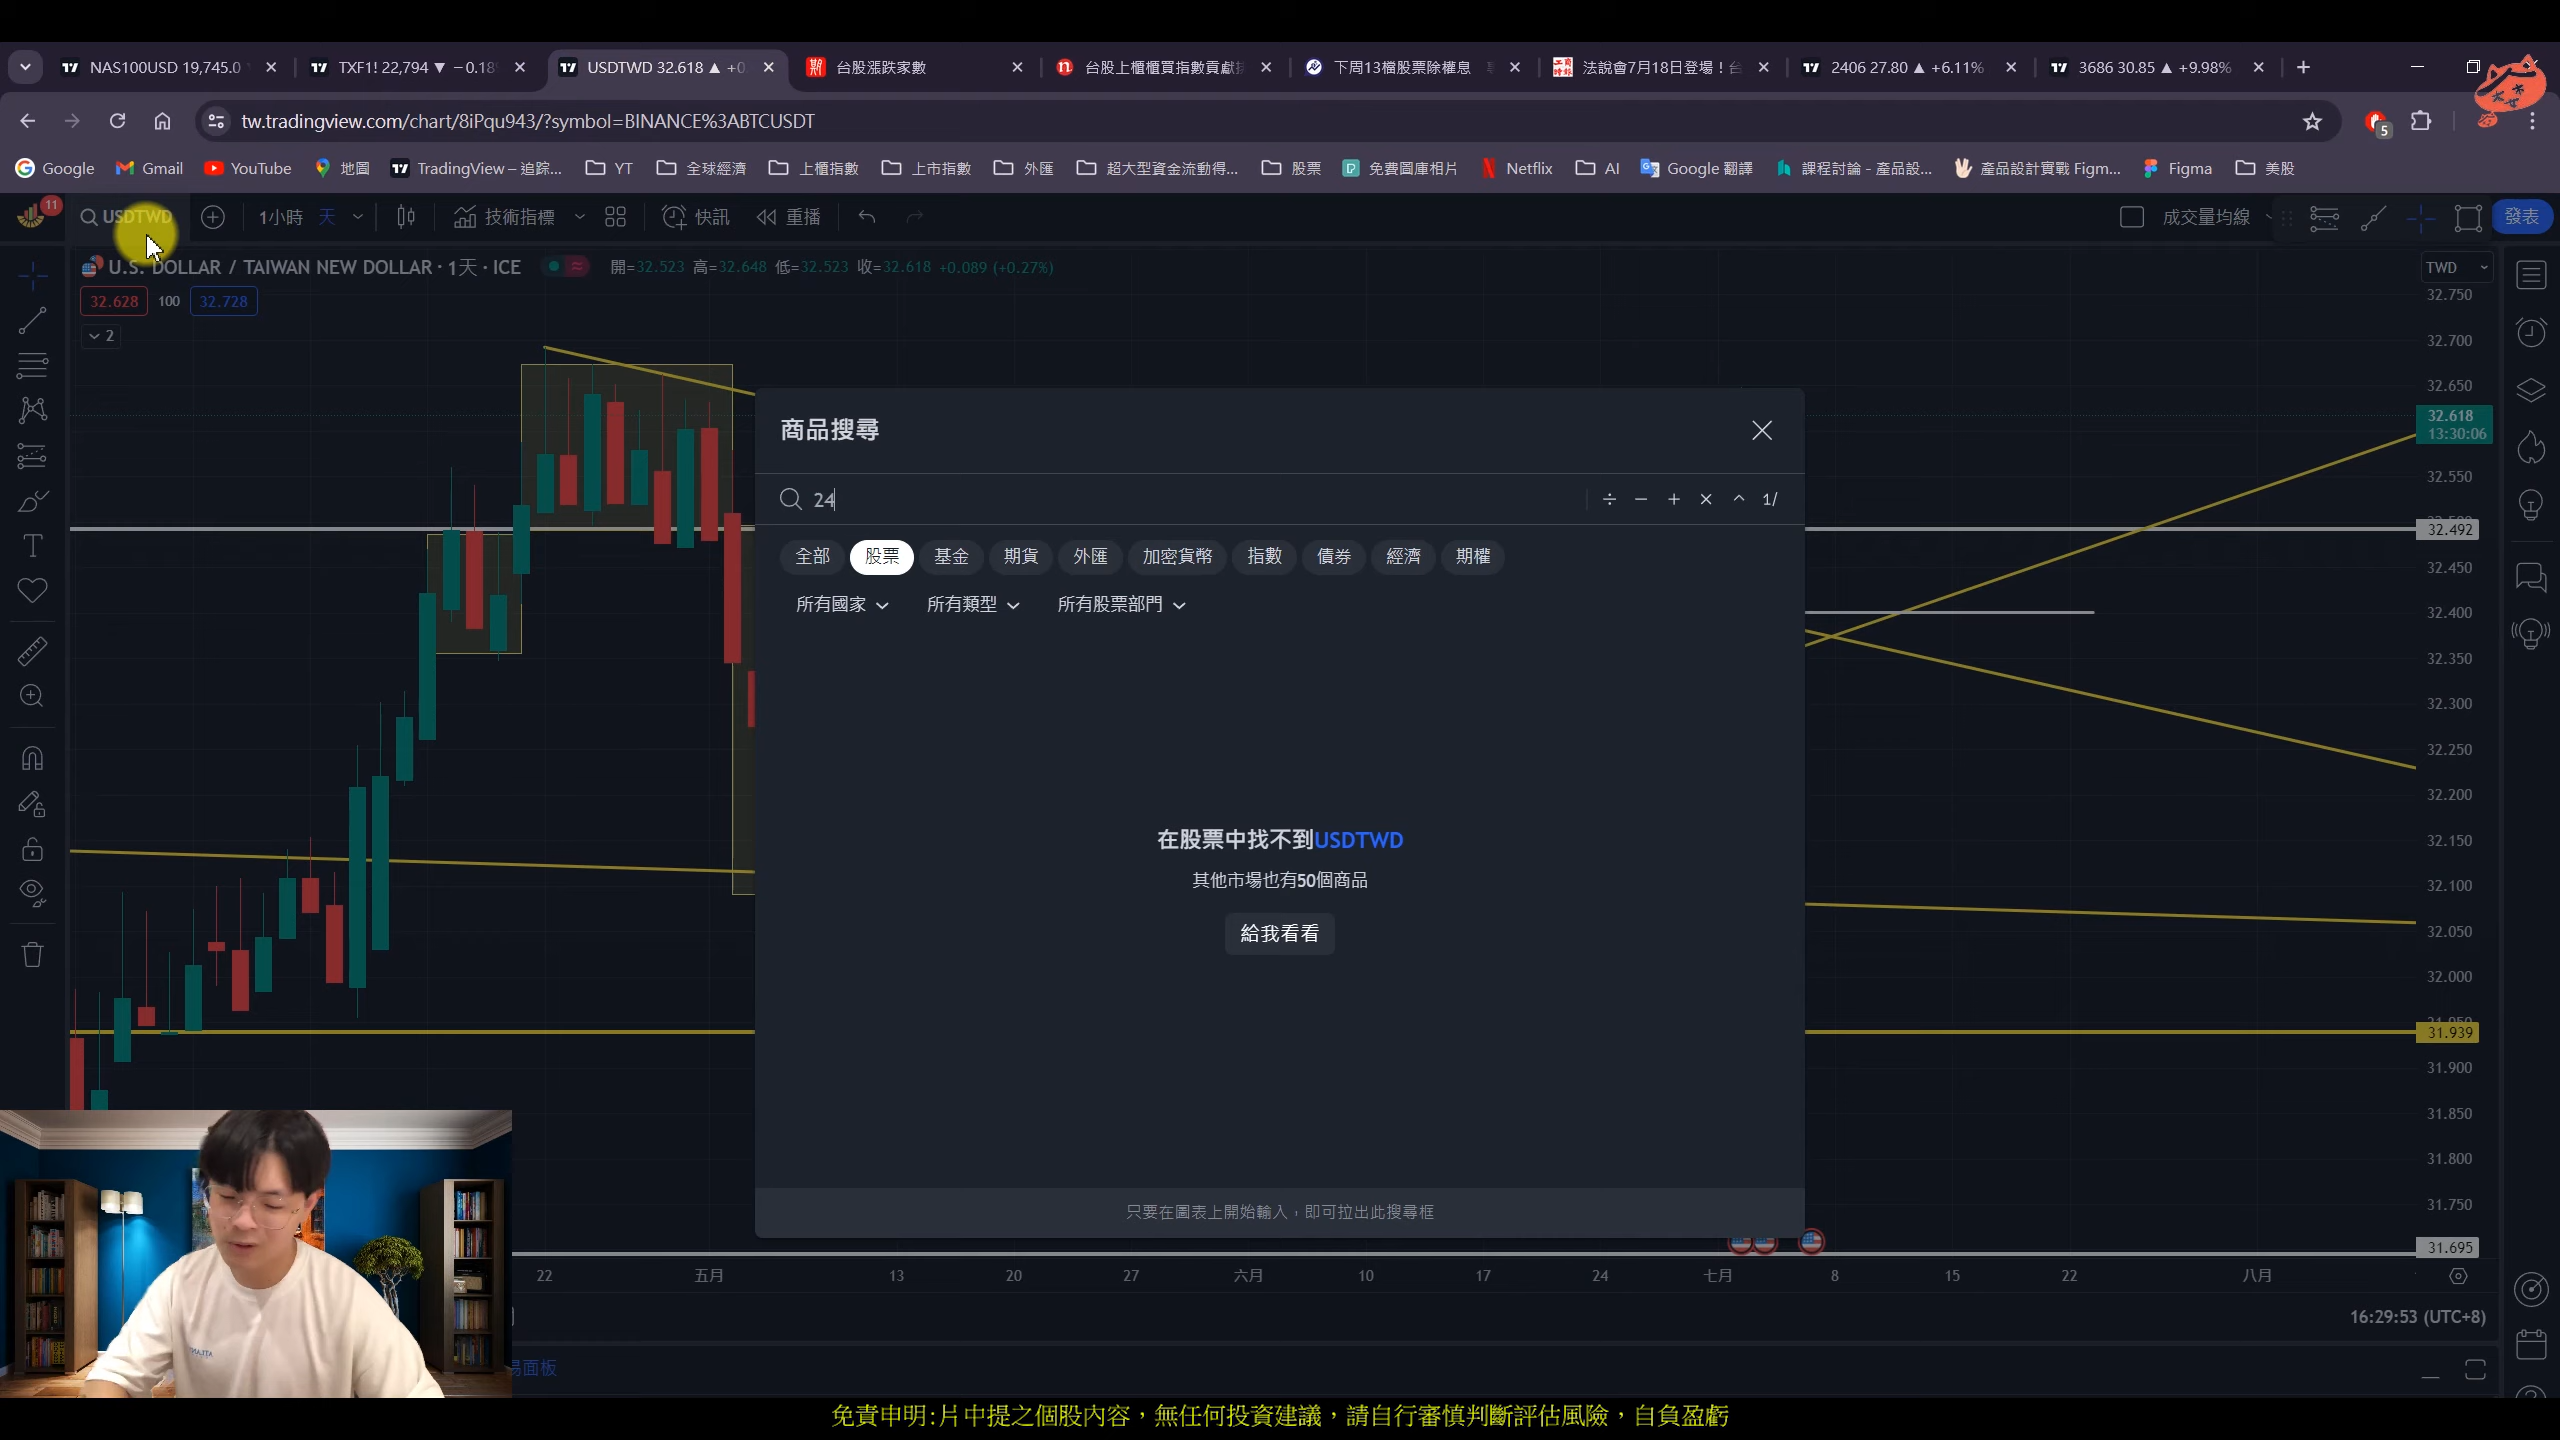 NAS100USD 19,745.0
TXF1! 22,794 ▼ −0.18
USDTWD 32.618 ▲ +0
台股漲跌家數
台股上櫃櫃買指數貢獻
下周13檔股票除權息
法說會7月18日登場！台
2406 27.80 ▲ +6.11%
3686 30.85 ▲ +9.98%
tw.tradingview.com/chart/8iPqu943/?symbol=BINANCE%3ABTCUSDT
5
Google
Gmail
YouTube
地圖
TradingView – 追踪...
YT
全球經濟
上櫃指數
上市指數
外匯
超大型資金流動得...
股票
免費圖庫相片
Netflix
AI
Google 翻譯
課程討論 - 產品設...
產品設計實戰 Figm...
Figma
美股
11
USDTWD
1小時
天
技術指標
快訊
重播
成交量均線
發表
U.S. DOLLAR / TAIWAN NEW DOLLAR · 1天 · ICE
開=32.523 高=32.648 低=32.523 收=32.618 +0.089 (+0.27%)
32.628 100 32.728
2
TWD
商品搜尋
24
÷ − + × ^ 1/
全部
股票
基金
期貨
外匯
加密貨幣
指數
債券
經濟
期權
所有國家
所有類型
所有股票部門
在股票中找不到USDTWD
其他市場也有50個商品
給我看看
只要在圖表上開始輸入，即可拉出此搜尋框
32.750
32.700
32.650
32.618
13:30:06
32.550
32.492
32.450
32.400
32.350
32.300
32.250
32.200
32.150
32.100
32.050
32.000
31.939
31.900
31.850
31.800
31.750
31.695
22
五月
13
20
27
六月
10
17
24
七月
8
15
22
八月
16:29:53 (UTC+8)
易面板
免責申明:片中提之個股內容，無任何投資建議，請自行審慎判斷評估風險，自負盈虧